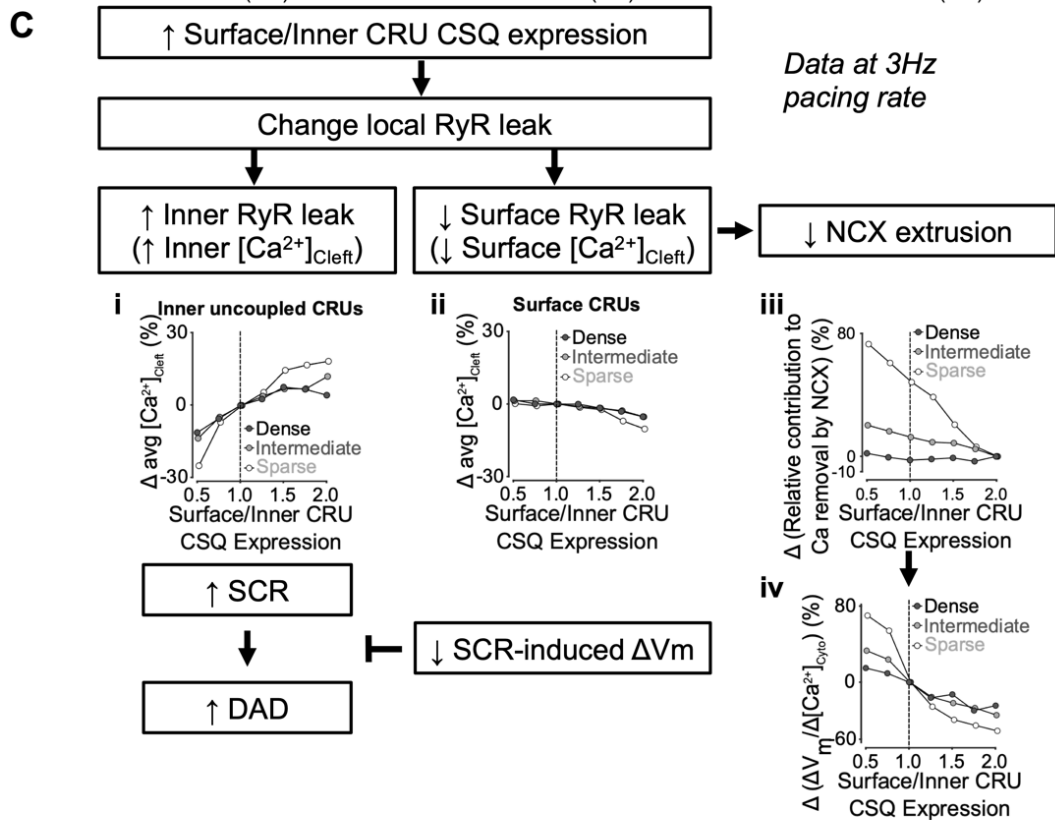 C
↑ Surface/Inner CRU CSQ expression
Data at 3Hz
pacing rate
Change local RyR leak
↑ Inner RyR leak
(↑ Inner [Ca²⁺]Cleft)
↓ Surface RyR leak
(↓ Surface [Ca²⁺]Cleft)
↓ NCX extrusion
i
Inner uncoupled CRUs
Δ avg [Ca²⁺]Cleft (%)
30
0
-30
Dense
Intermediate
Sparse
0.5 1.0 1.5 2.0
Surface/Inner CRU
CSQ Expression
ii
Surface CRUs
Δ avg [Ca²⁺]Cleft (%)
30
0
-30
Dense
Intermediate
Sparse
0.5 1.0 1.5 2.0
Surface/Inner CRU
CSQ Expression
iii
Δ (Relative contribution to
Ca removal by NCX) (%)
80
0
-10
Dense
Intermediate
Sparse
0.5 1.0 1.5 2.0
Surface/Inner CRU
CSQ Expression
↑ SCR
↓ SCR-induced ΔVm
↑ DAD
iv
Δ (ΔVm/Δ[Ca²⁺]Cyto) (%)
80
0
-60
Dense
Intermediate
Sparse
0.5 1.0 1.5 2.0
Surface/Inner CRU
CSQ Expression